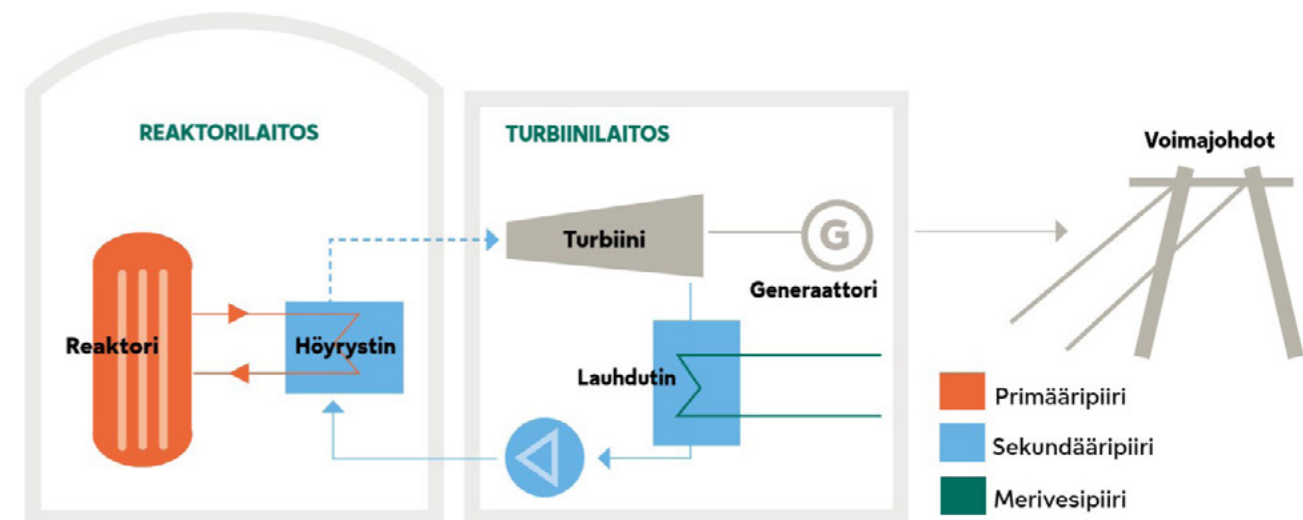 REAKTORILAITOS
TURBIINILAITOS
Voimajohdot
Turbiini
G
Generaattori
Reaktori
Höyrystin
Lauhdutin
Primääripiiri
Sekundääripiiri
Merivesipiiri